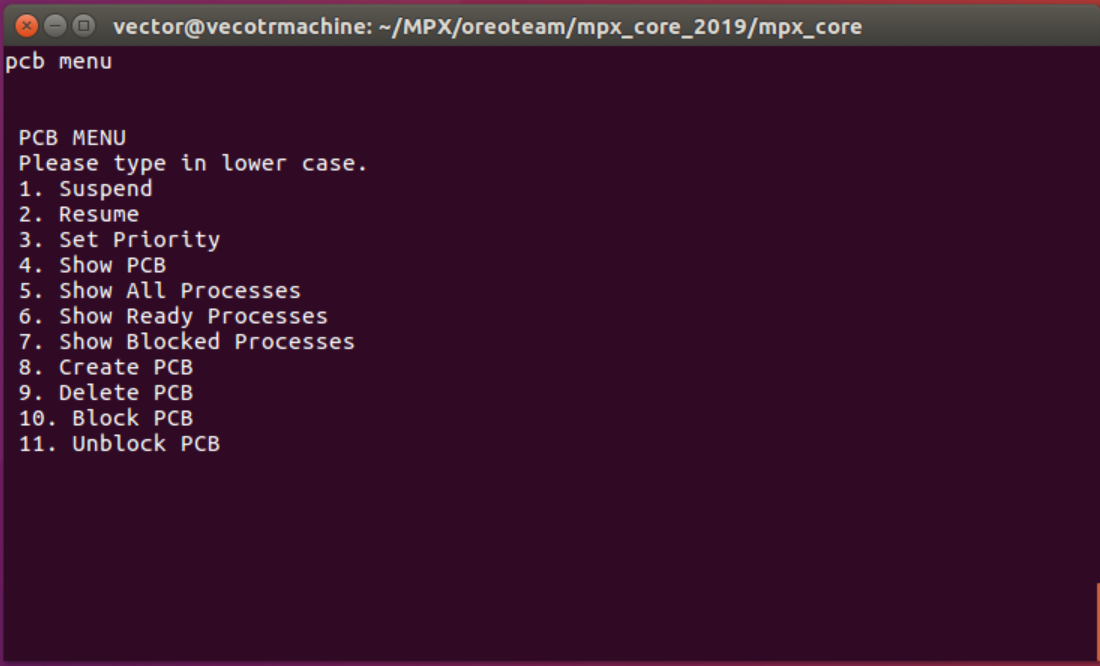 vector@vecotrmachine: ~/MPX/oreoteam/mpx_core_2019/mpx_core
pcb menu
PCB MENU
Please type in lower case.
1. Suspend
2. Resume
3. Set Priority
4. Show PCB
5. Show All Processes
6. Show Ready Processes
7. Show Blocked Processes
8. Create PCB
9. Delete PCB
10. Block PCB
11. Unblock PCB